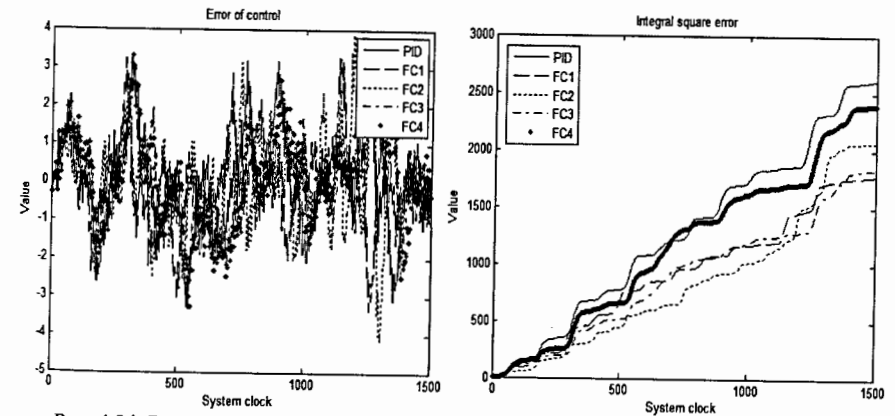 Error of control
4
3
2
1
0
-1
-2
-3
-4
-5
Value
0
500
1000
1500
System clock
PID
FC1
FC2
FC3
FC4
Integral square error
3000
2500
2000
1500
1000
500
0
Value
0
500
1000
1500
System clock
PID
FC1
FC2
FC3
FC4